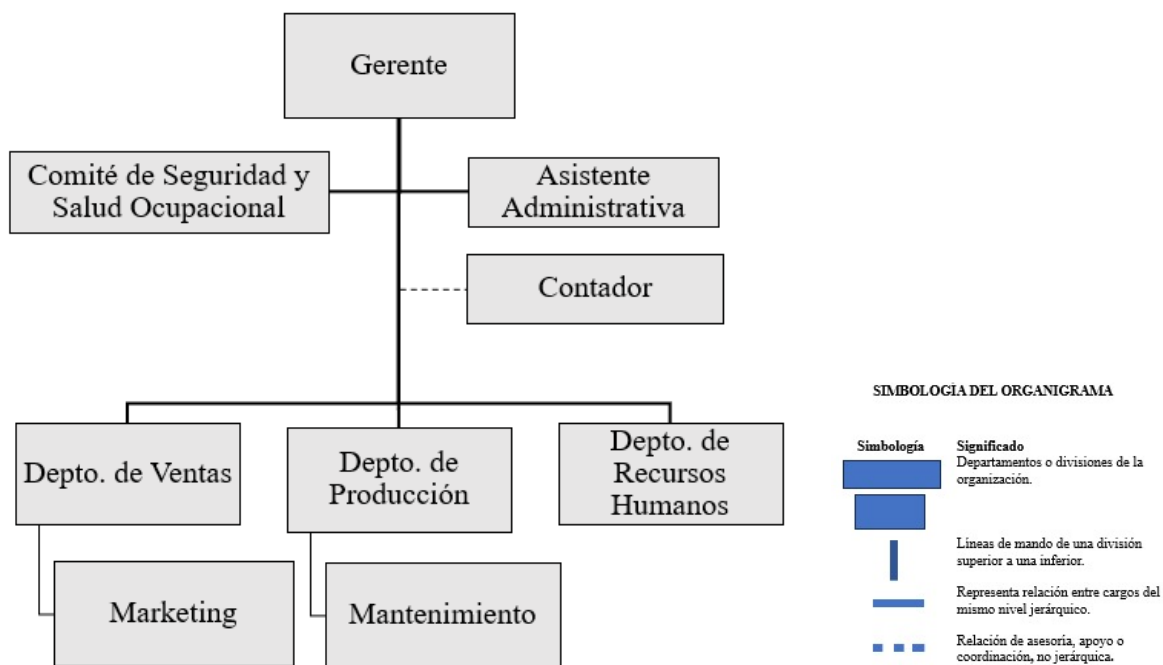 Gerente
Comité de Seguridad y
Salud Ocupacional
Asistente
Administrativa
Contador
Depto. de Ventas
Depto. de
Producción
Depto. de
Recursos
Humanos
Marketing
Mantenimiento
SIMBOLOGÍA DEL ORGANIGRAMA
Simbología
Significado
Departamentos o divisiones de la
organización.
Líneas de mando de una división
superior a una inferior.
Representa relación entre cargos del
mismo nivel jerárquico.
Relación de asesoría, apoyo o
coordinación, no jerárquica.